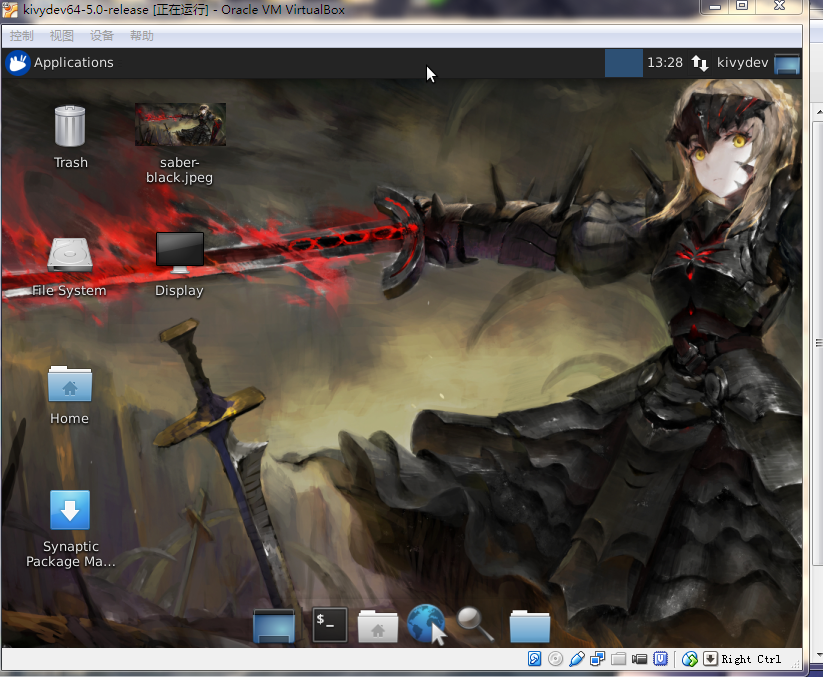 kivydev64-5.0-release [正在运行] - Oracle VM VirtualBox
控制 视图 设备 帮助
Applications 13:28 kivydev
Trash
saber-
black.jpeg
File System
Display
Home
Synaptic
Package Ma...
$_
Right Ctrl